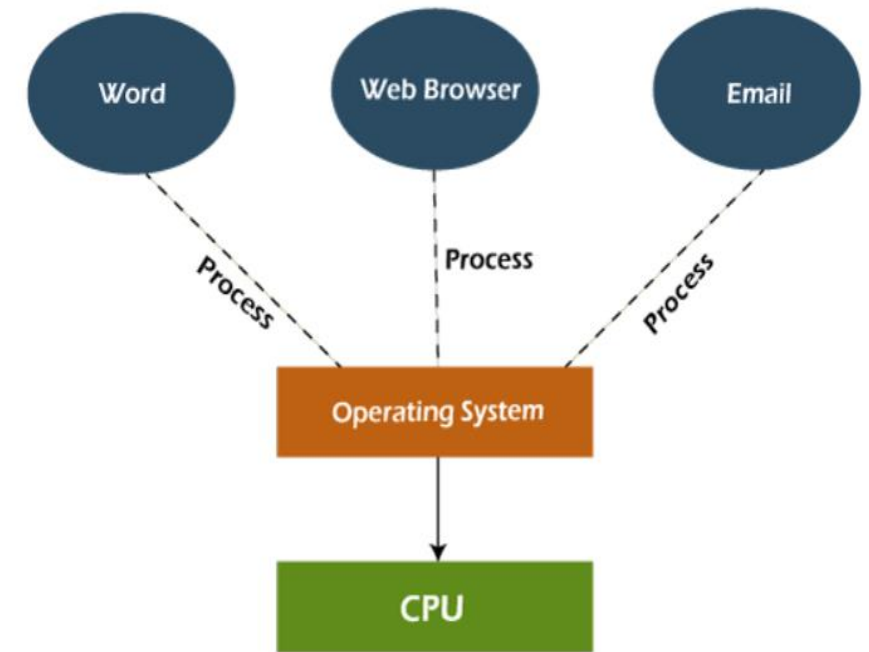 Word
Web Browser
Email
Process
Process
Process
Operating System
CPU